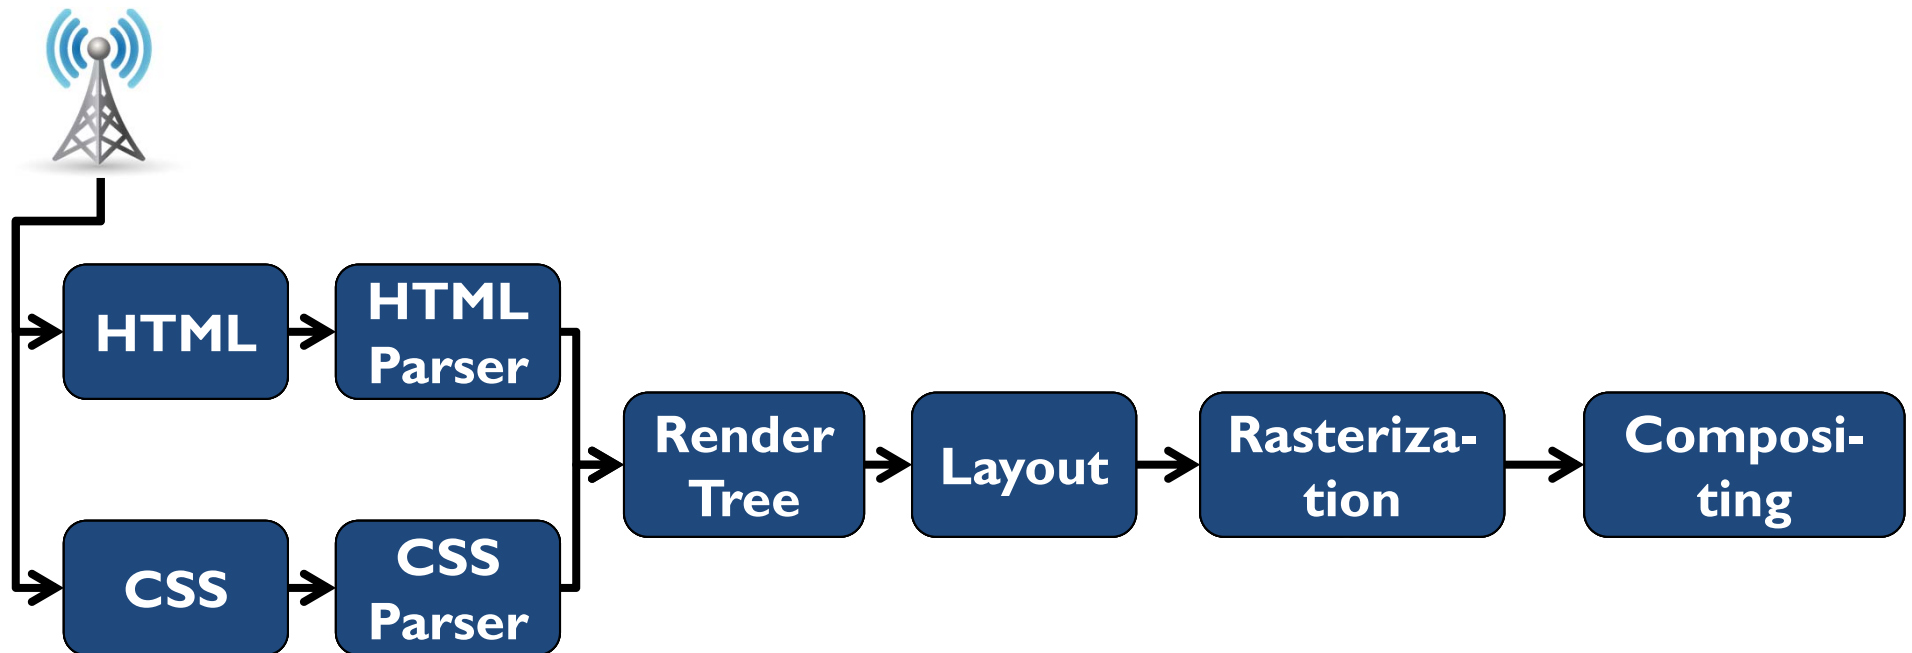 HTML
HTML
Parser
CSS
CSS
Parser
Render
Tree
Layout
Rasteriza-
tion
Composi-
ting